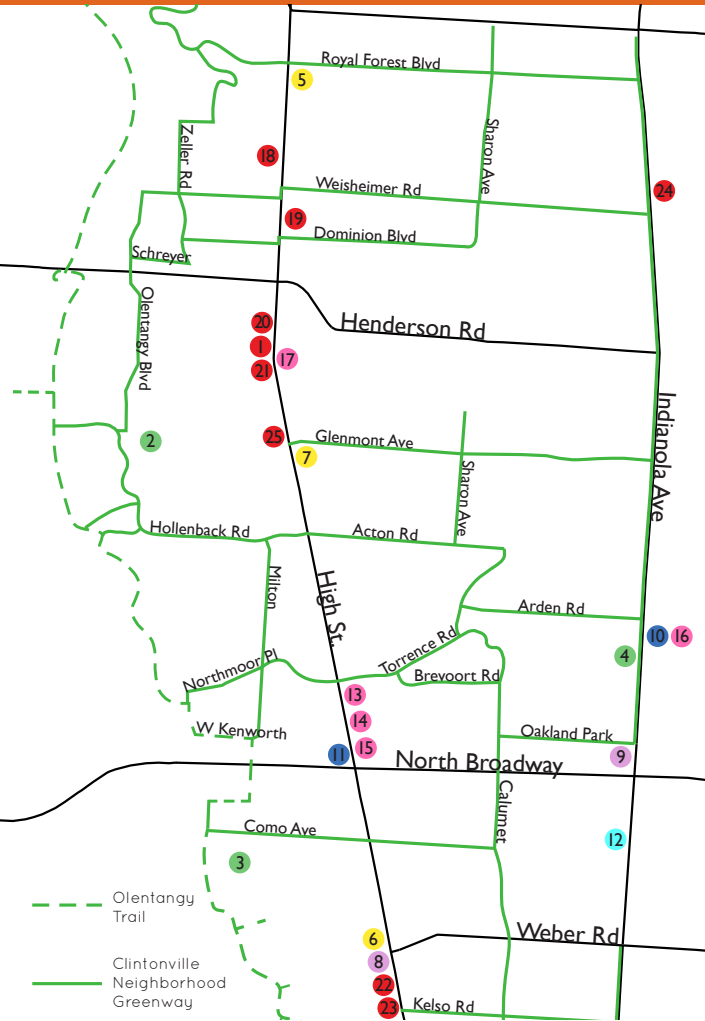 Royal Forest Blvd
5
Zeller Rd
Sharon Ave
18
Weisheimer Rd
24
19
Dominion Blvd
Schreyer
Olentangy Blvd
20
Henderson Rd
1
17
21
Indianola Ave
25
Glenmont Ave
2
7
Sharon Ave
Hollenback Rd
Acton Rd
Milton
High St.
Arden Rd
10
16
Torrence Rd
4
Northmoor Pl
Brevoort Rd
13
14
W Kenworth
Oakland Park
15
11
9
North Broadway
Calumet
Como Ave
12
3
Olentangy
Trail
6
Weber Rd
8
Clintonville
Neighborhood
Greenway
22
23
Kelso Rd